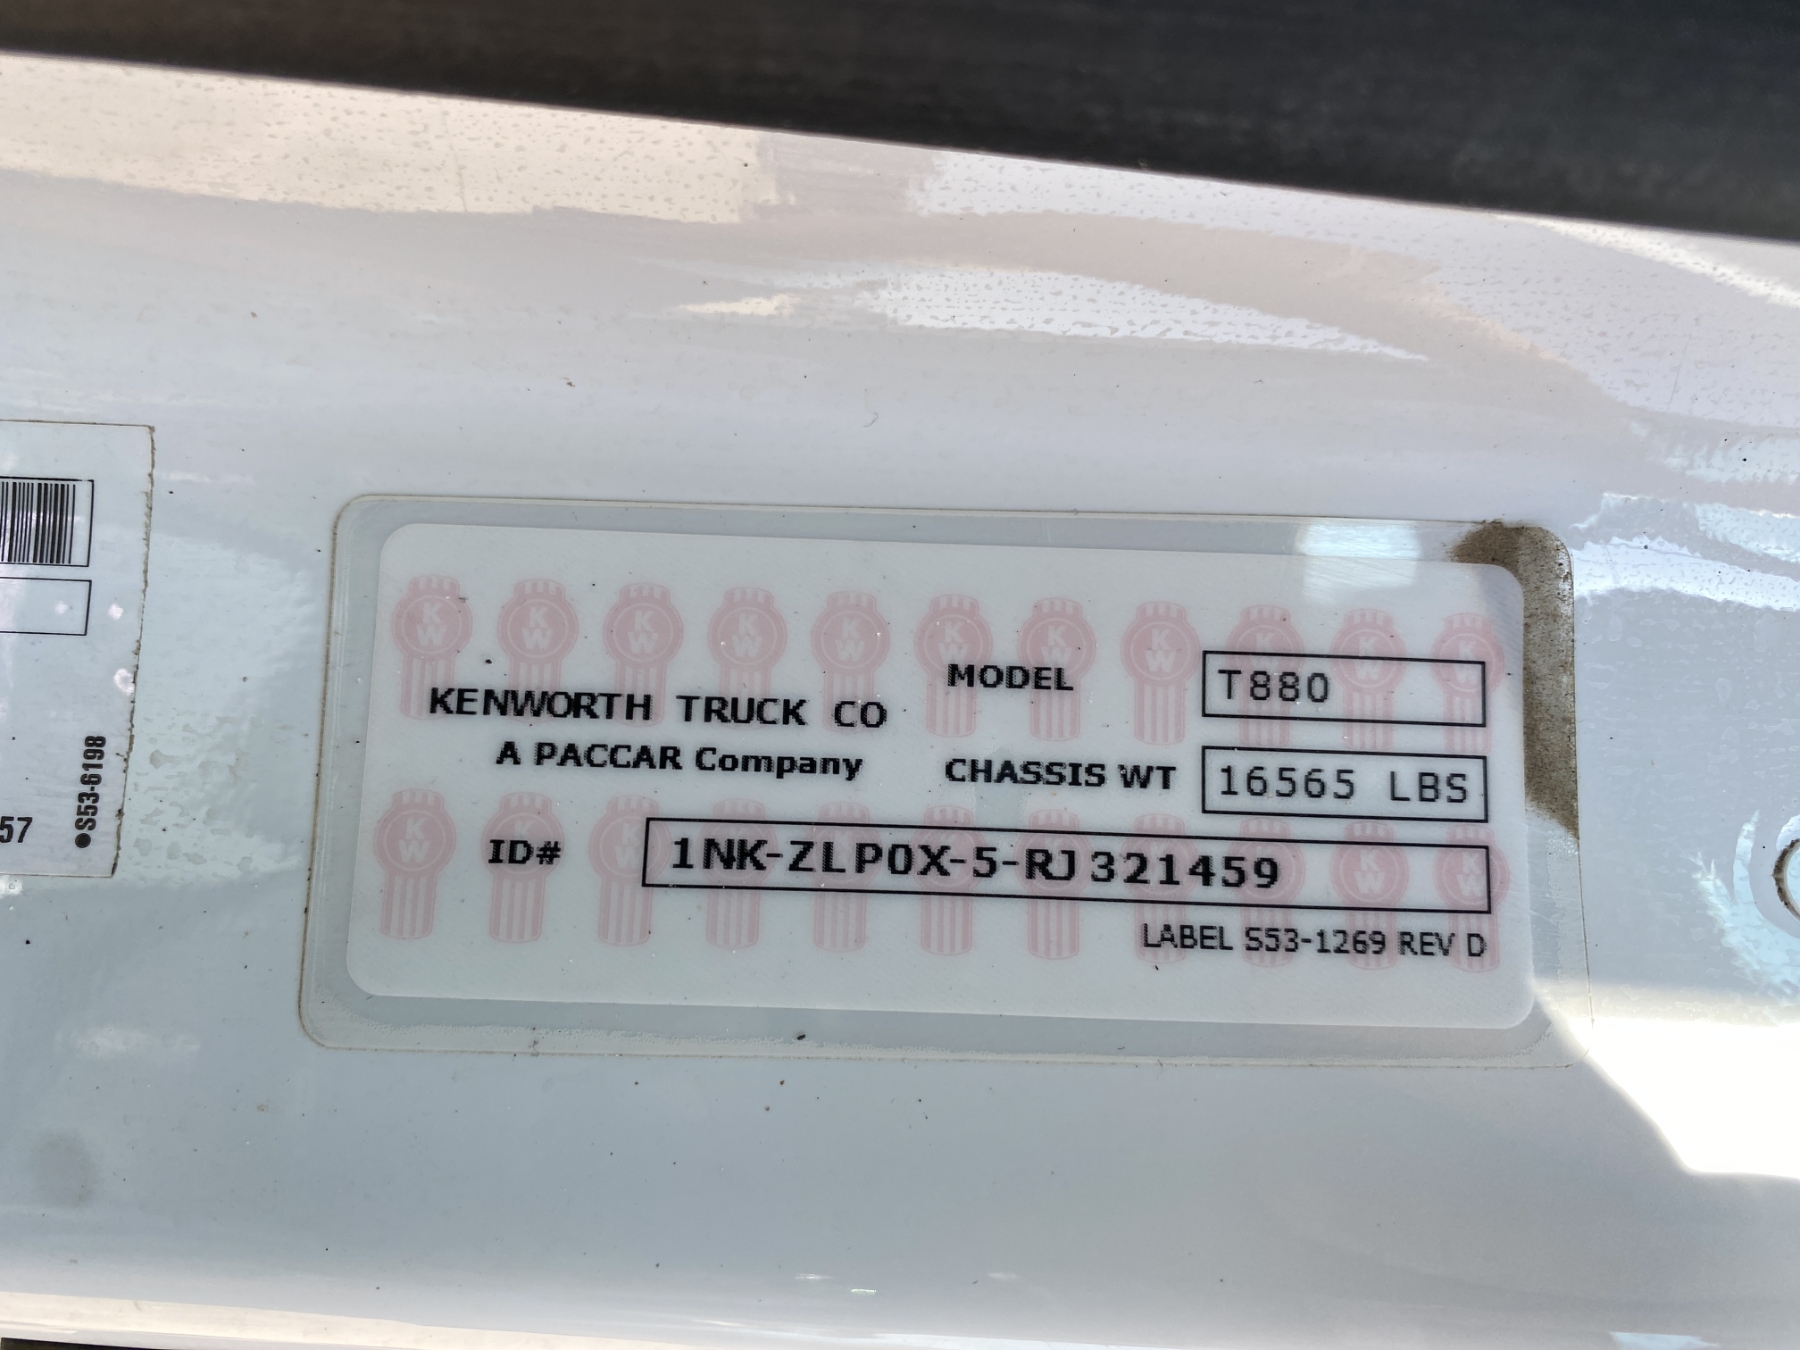 KENWORTH TRUCK CO
A PACCAR Company
MODEL T880
CHASSIS WT 16565 LBS
ID# 1NK-ZLP0X-5-RJ321459
LABEL S53-1269 REV D
57
●S53-6198